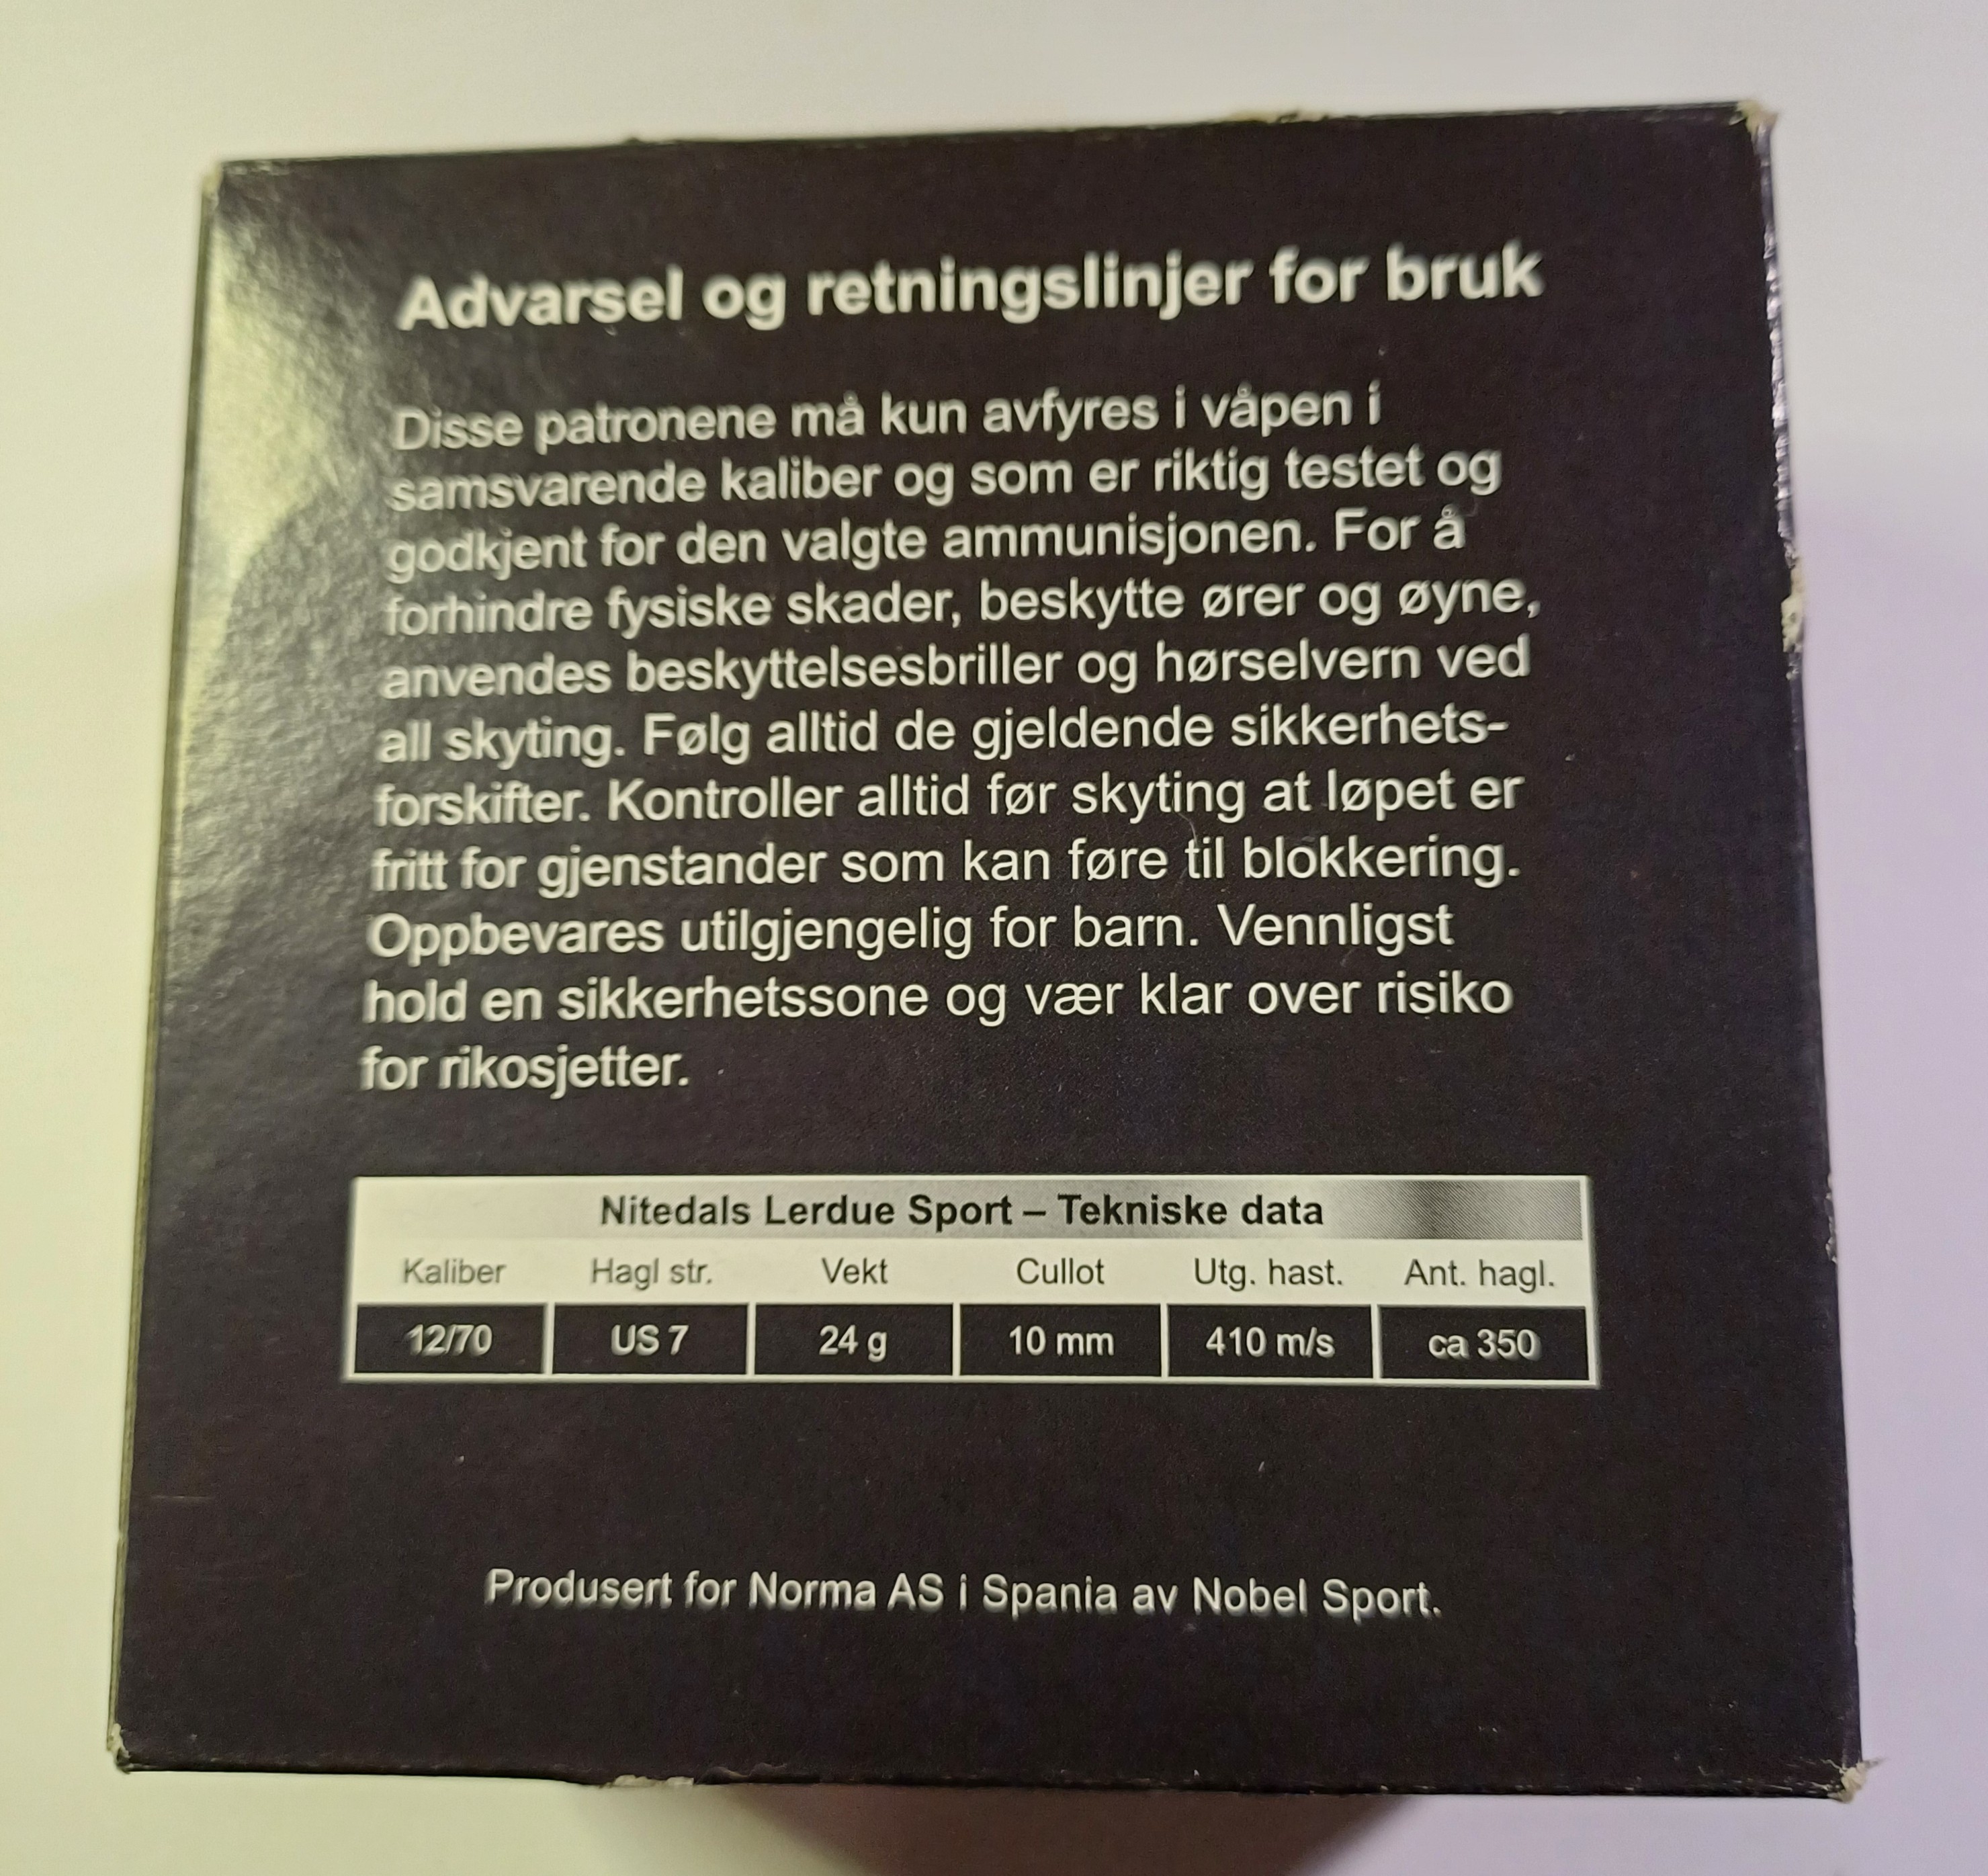 Advarsel og retningslinjer for bruk
Disse patronene må kun avfyres i våpen i
samsvarende kaliber og som er riktig testet og
godkjent for den valgte ammunisjonen. For å
forhindre fysiske skader, beskytte ører og øyne,
anvendes beskyttelsesbriller og hørselvern ved
all skyting. Følg alltid de gjeldende sikkerhets-
forskifter. Kontroller alltid før skyting at løpet er
fritt for gjenstander som kan føre til blokkering.
Oppbevares utilgjengelig for barn. Vennligst
hold en sikkerhetssone og vær klar over risiko
for rikosjetter.
Nitedals Lerdue Sport – Tekniske data
Kaliber Hagl str. Vekt Cullot Utg. hast. Ant. hagl.
12/70 US 7 24 g 10 mm 410 m/s ca 350
Produsert for Norma AS i Spania av Nobel Sport.